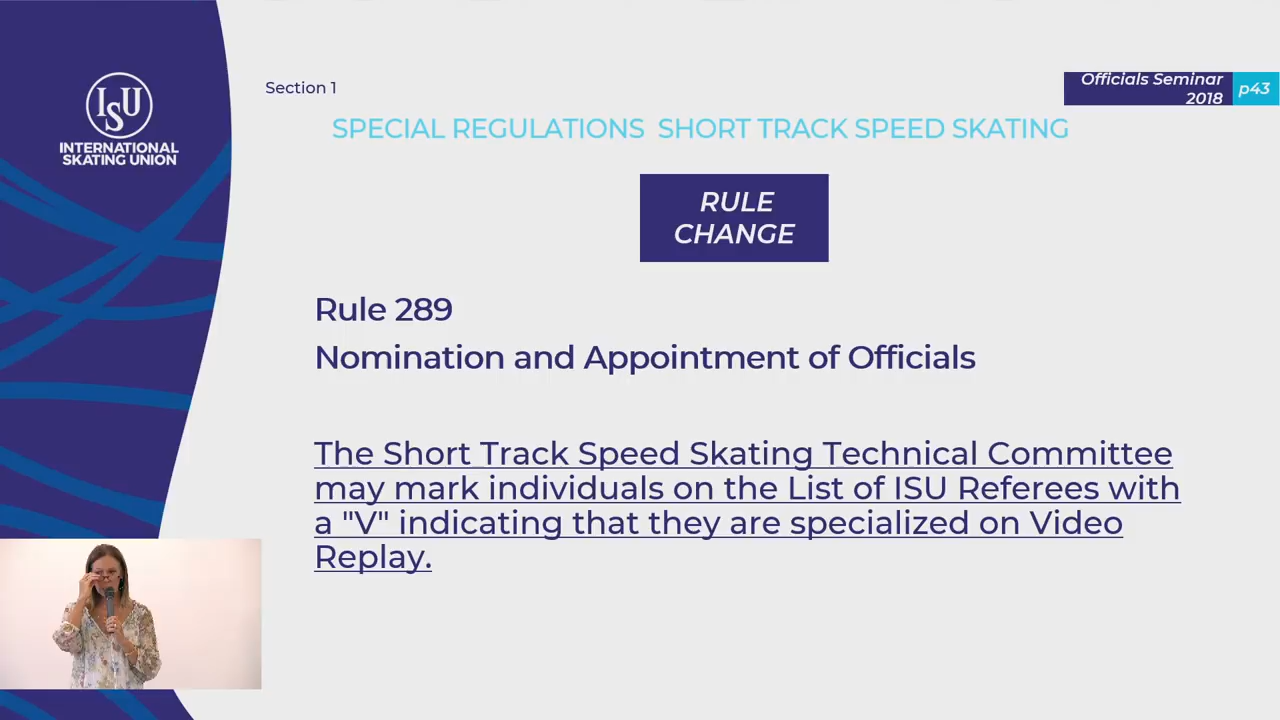 ISU
INTERNATIONAL
SKATING UNION
Section 1
Officials Seminar
2018
p43
SPECIAL REGULATIONS SHORT TRACK SPEED SKATING
RULE
CHANGE
Rule 289
Nomination and Appointment of Officials
The Short Track Speed Skating Technical Committee
may mark individuals on the List of ISU Referees with
a "V" indicating that they are specialized on Video
Replay.